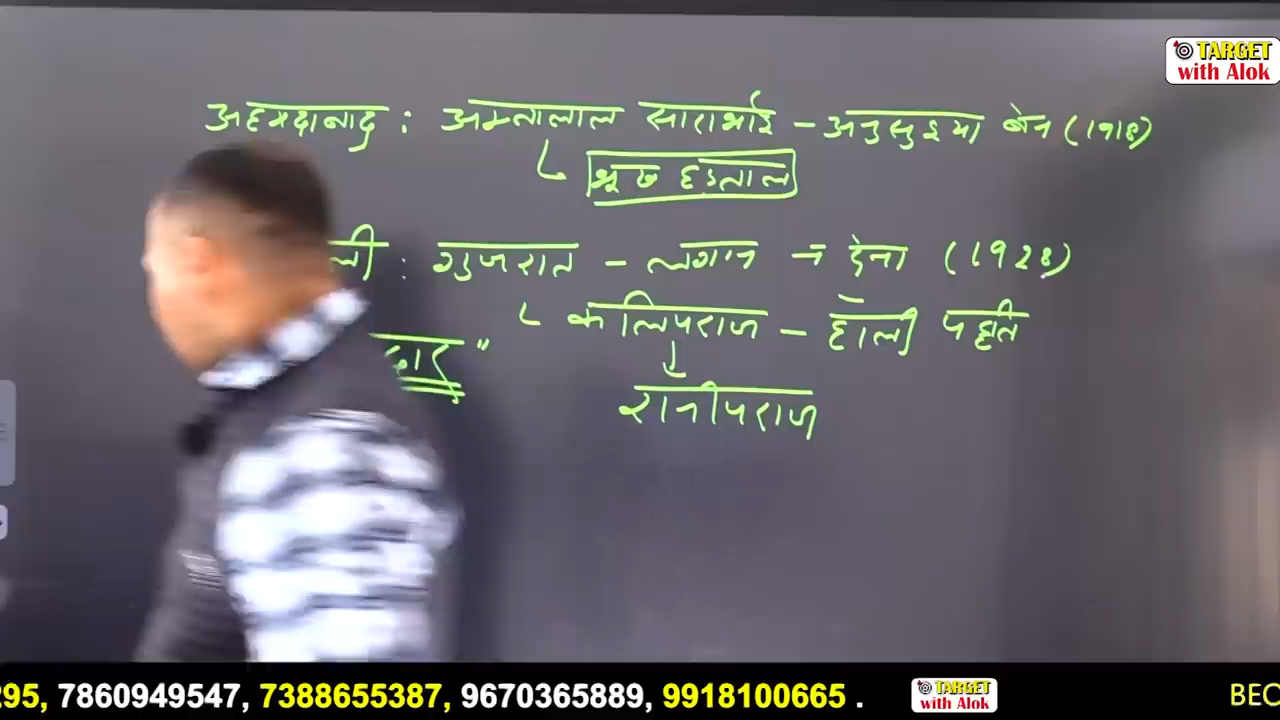 TARGET
with Alok
अहमदाबाद : अम्तालाल साराभाई - अनुसुइया बेन (1918)
भूख हड़ताल
ली : गुजरात - लगान न देना (1928)
कलिपराज - हाली पद्धति
"
रानीपराज
295, 7860949547, 7388655387, 9670365889, 9918100665 .
TARGET
with Alok
BEO